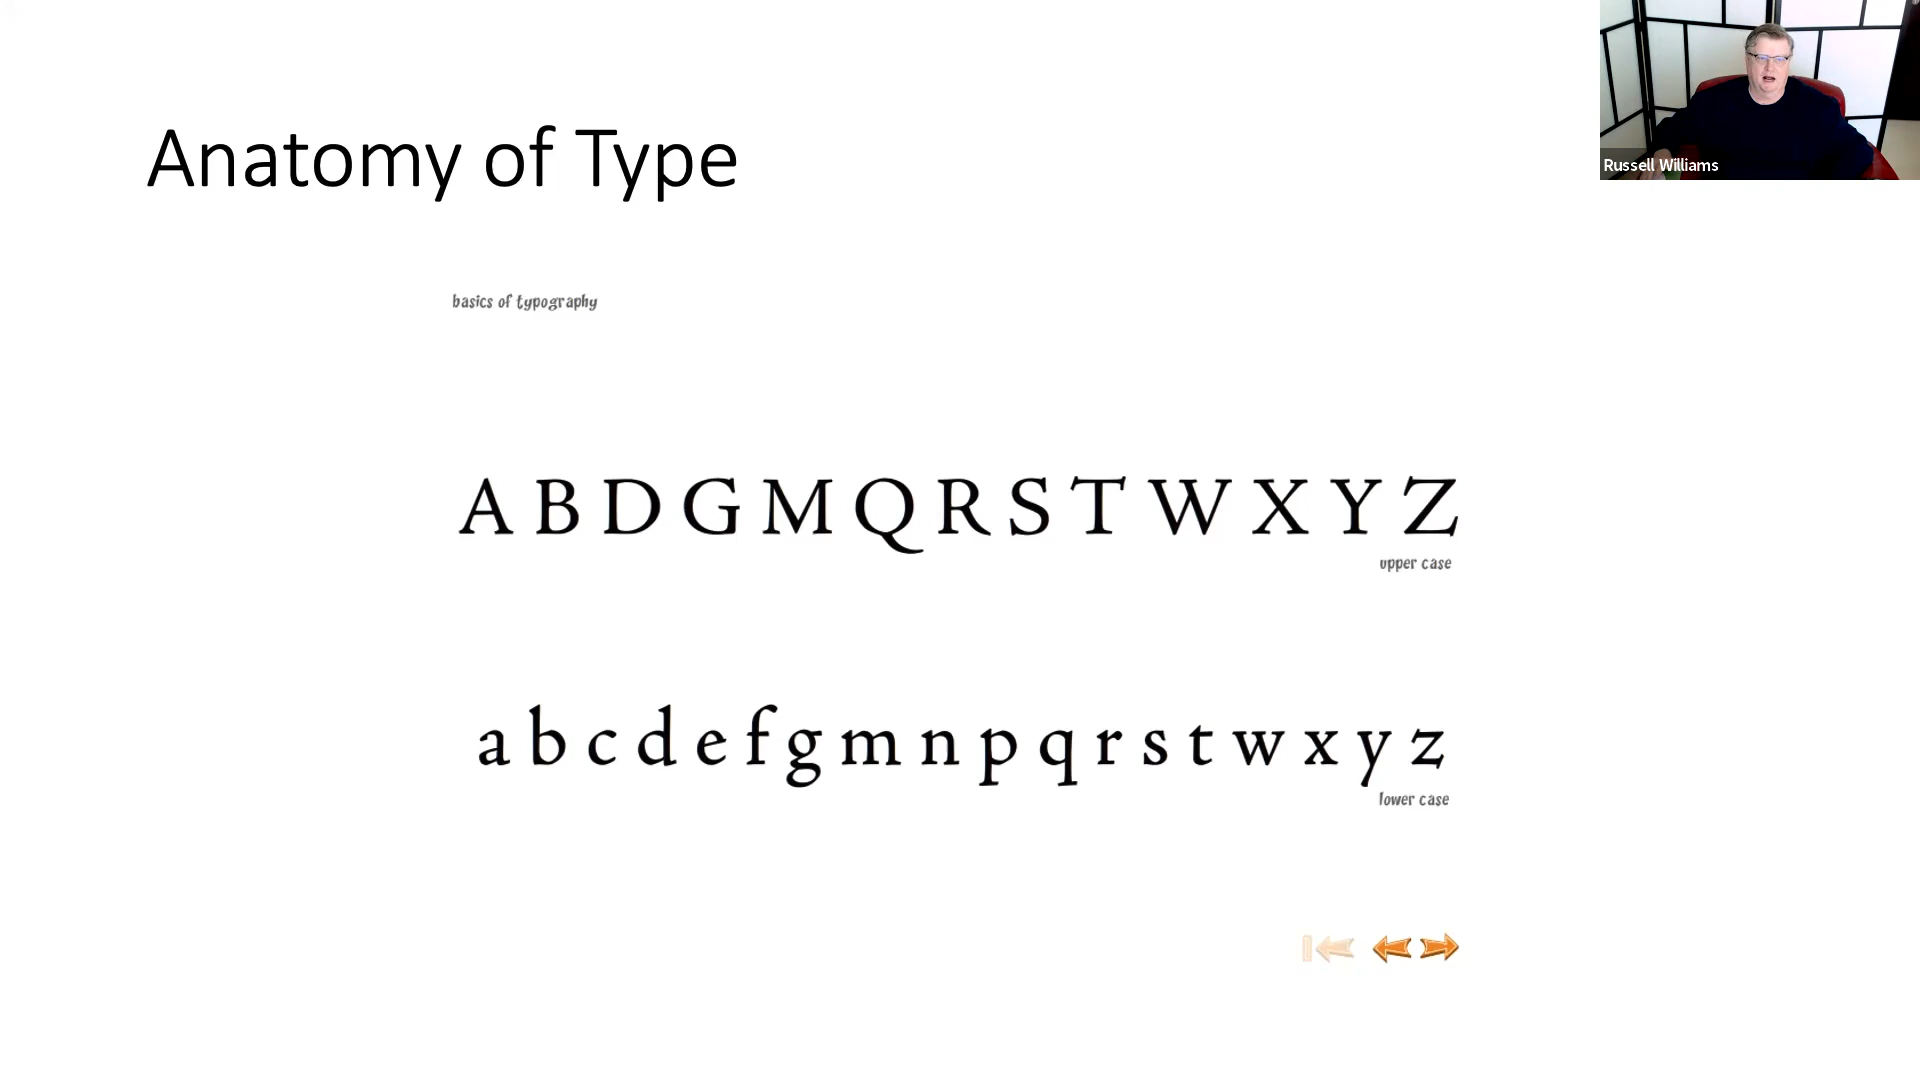 Anatomy of Type
Russell Williams
basics of typography
A B D G M Q R S T W X Y Z
upper case
a b c d e f g m n p q r s t w x y z
lower case